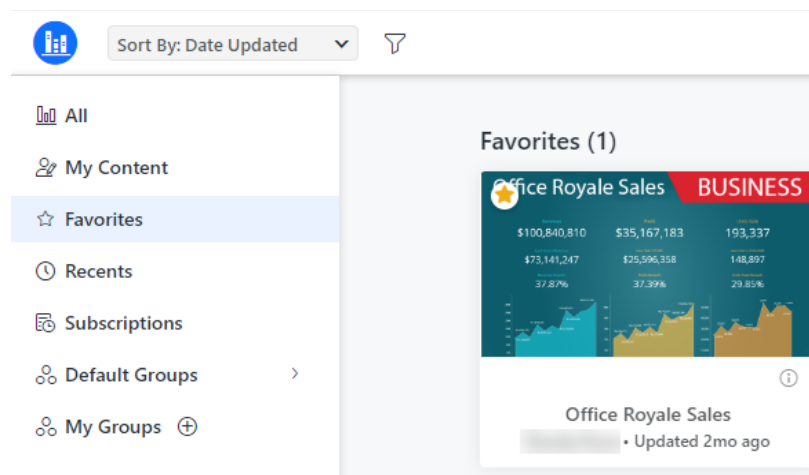 Sort By: Date Updated
All
My Content
Favorites
Recents
Subscriptions
Default Groups
My Groups
Favorites (1)
Office Royale Sales BUSINESS
$100,840,810 $35,167,183 193,337
$73,141,247 $25,596,358 148,897
37.87% 37.39% 29.85%
Office Royale Sales
• Updated 2mo ago